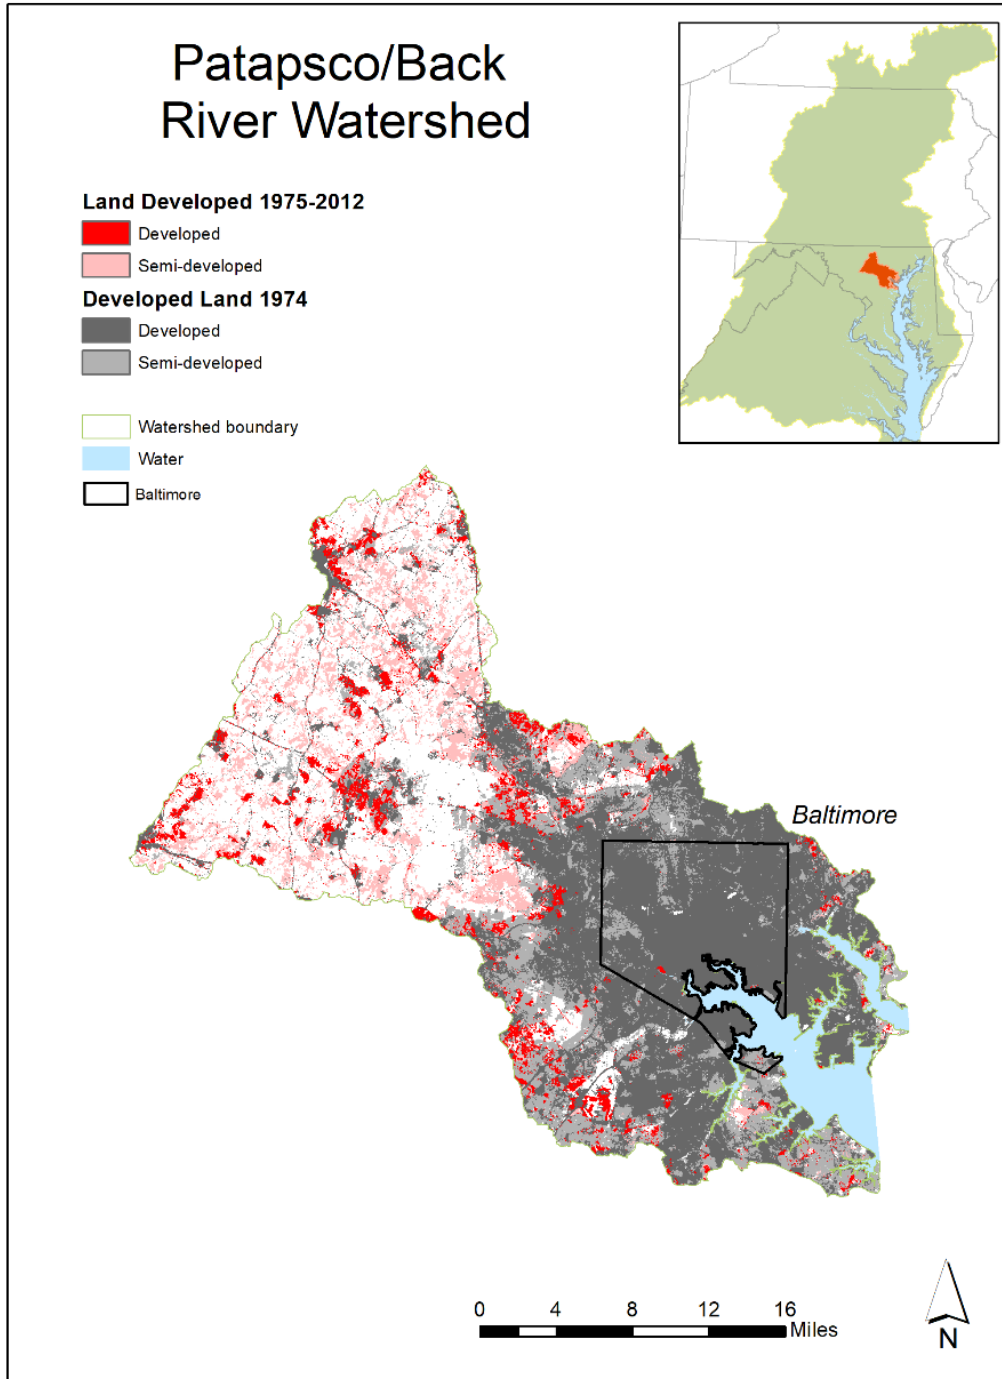 Patapsco/Back
River Watershed
Land Developed 1975-2012
Developed
Semi-developed
Developed Land 1974
Developed
Semi-developed
Watershed boundary
Water
Baltimore
Baltimore
0 4 8 12 16
Miles
N